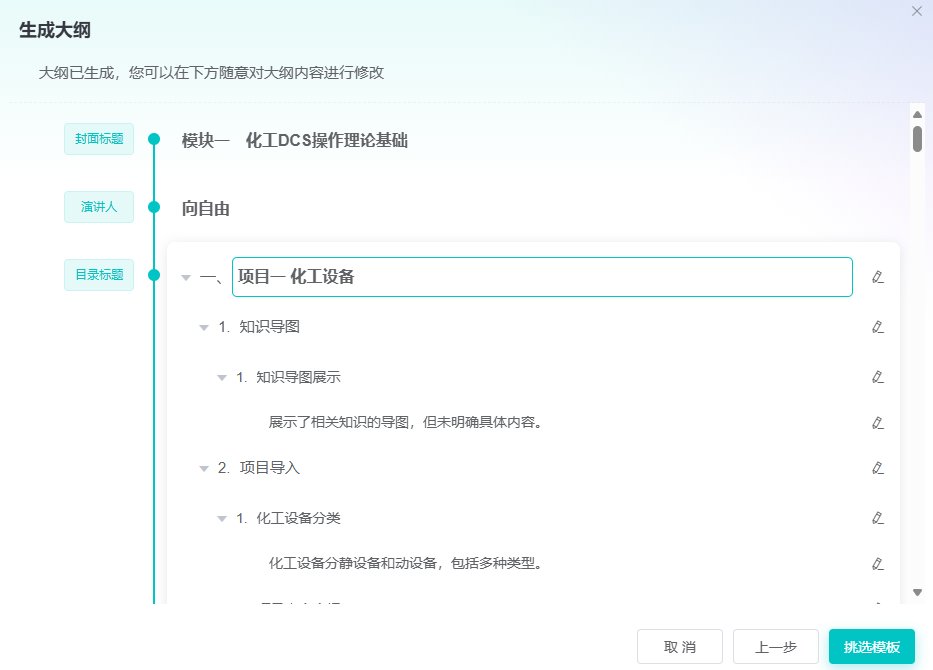 生成大纲
大纲已生成，您可以在下方随意对大纲内容进行修改
封面标题
模块一 化工DCS操作理论基础
演讲人
向自由
目录标题
一、 项目一 化工设备
1. 知识导图
1. 知识导图展示
展示了相关知识的导图，但未明确具体内容。
2. 项目导入
1. 化工设备分类
化工设备分静设备和动设备，包括多种类型。
取 消
上一步
挑选模板